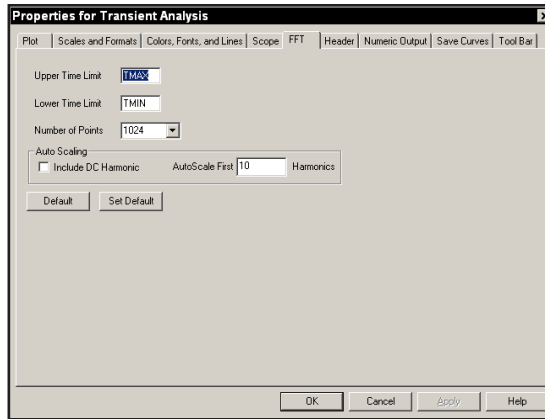 Properties for Transient Analysis
Plot Scales and Formats Colors, Fonts, and Lines Scope FFT Header Numeric Output Save Curves Tool Bar
Upper Time Limit TMAX
Lower Time Limit TMIN
Number of Points 1024
Auto Scaling
Include DC Harmonic AutoScale First 10 Harmonics
Default Set Default
OK Cancel Apply Help